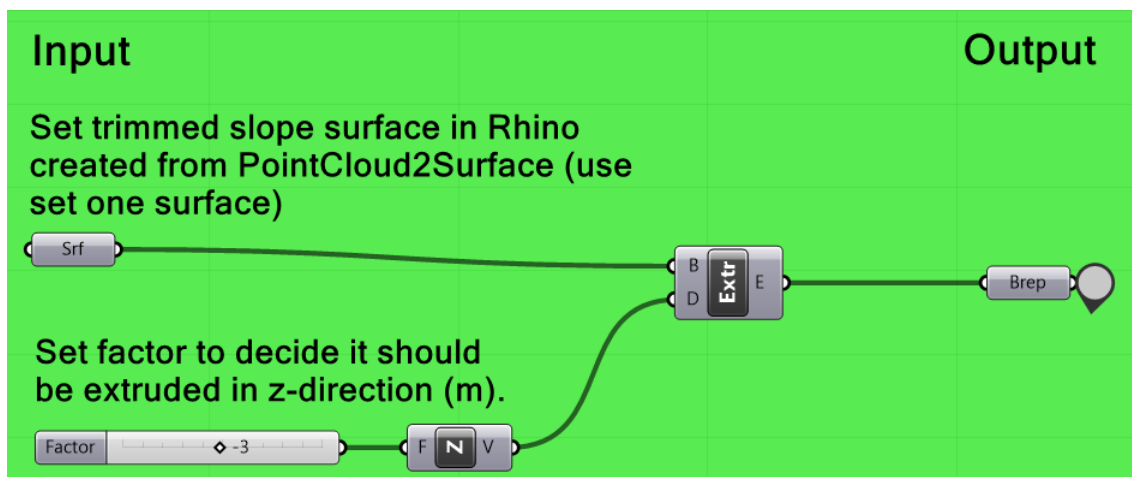 Input
Output
Set trimmed slope surface in Rhino
created from PointCloud2Surface (use
set one surface)
Srf
B
D
Extr
E
Brep
Set factor to decide it should
be extruded in z-direction (m).
Factor
-3
F
Z
V